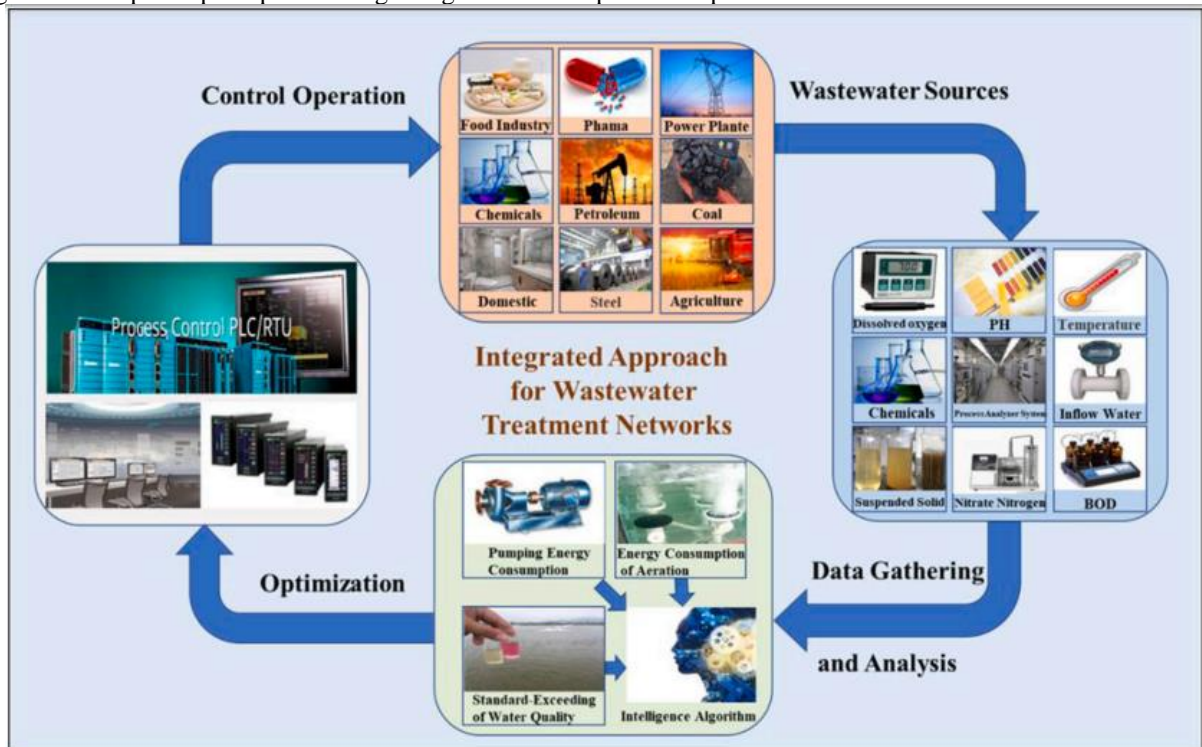 Control Operation
Wastewater Sources
Food Industry
Phama
Power Plante
Chemicals
Petroleum
Coal
Domestic
Steel
Agriculture
Process Control PLC/RTU
Dissolved oxygen
PH
Temperature
Chemicals
Process Analyzer System
Inflow Water
Suspended Solid
Nitrate Nitrogen
BOD
Integrated Approach
for Wastewater
Treatment Networks
Pumping Energy
Consumption
Energy Consumption
of Aeration
Standard-Exceeding
of Water Quality
Intelligence Algorithm
Optimization
Data Gathering
and Analysis